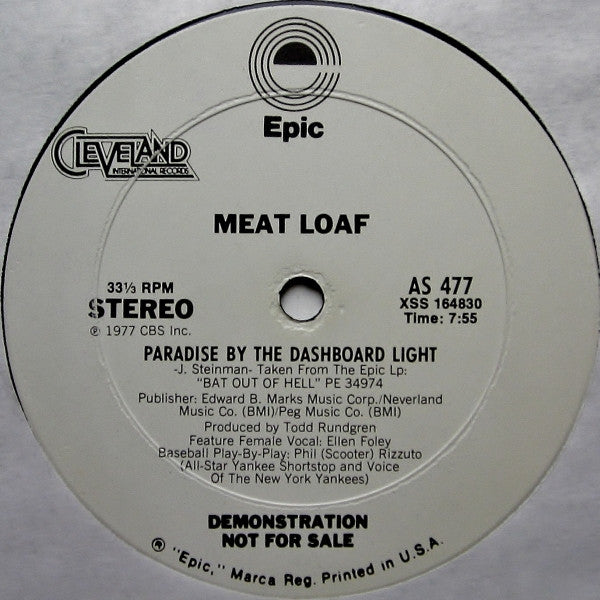 Epic
CLEVELAND
INTERNATIONAL RECORDS
MEAT LOAF
33⅓ RPM
STEREO
℗ 1977 CBS Inc.
AS 477
XSS 164830
Time: 7:55
PARADISE BY THE DASHBOARD LIGHT
-J. Steinman- Taken From The Epic Lp:
"BAT OUT OF HELL" PE 34974
Publisher: Edward B. Marks Music Corp./Neverland
Music Co. (BMI)/Peg Music Co. (BMI)
Produced by Todd Rundgren
Feature Female Vocal: Ellen Foley
Baseball Play-By-Play: Phil (Scooter) Rizzuto
(All-Star Yankee Shortstop and Voice
Of The New York Yankees)
DEMONSTRATION
NOT FOR SALE
℗ "Epic," Marca Reg. Printed in U.S.A.